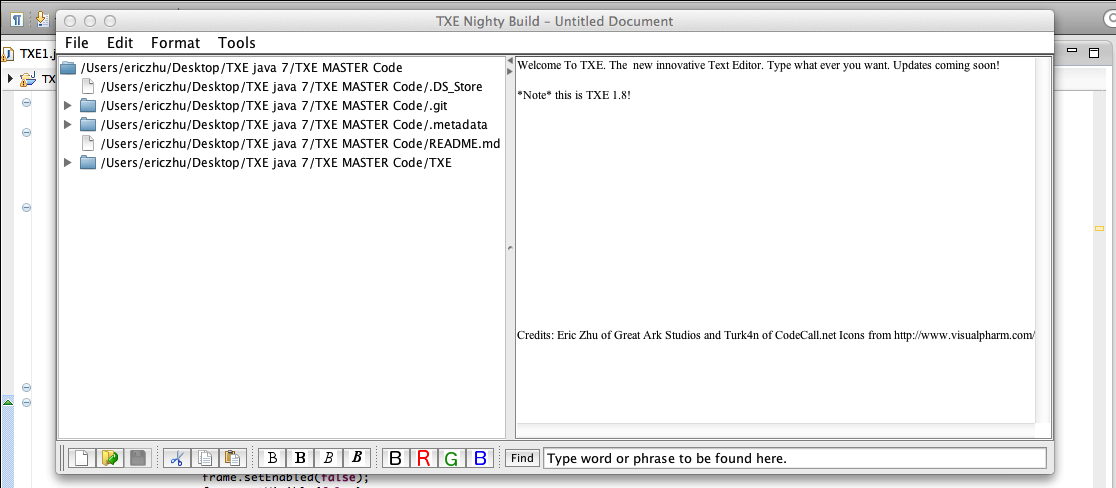 TXE Nighty Build – Untitled Document
File Edit Format Tools
TXE1.j
TX
/Users/ericzhu/Desktop/TXE java 7/TXE MASTER Code
/Users/ericzhu/Desktop/TXE java 7/TXE MASTER Code/.DS_Store
/Users/ericzhu/Desktop/TXE java 7/TXE MASTER Code/.git
/Users/ericzhu/Desktop/TXE java 7/TXE MASTER Code/.metadata
/Users/ericzhu/Desktop/TXE java 7/TXE MASTER Code/README.md
/Users/ericzhu/Desktop/TXE java 7/TXE MASTER Code/TXE
Welcome To TXE. The  new innovative Text Editor. Type what ever you want. Updates coming soon!
*Note* this is TXE 1.8!
Credits: Eric Zhu of Great Ark Studios and Turk4n of CodeCall.net Icons from http://www.visualpharm.com/
B B B B B R G B Find Type word or phrase to be found here.
frame.setEnabled(false);